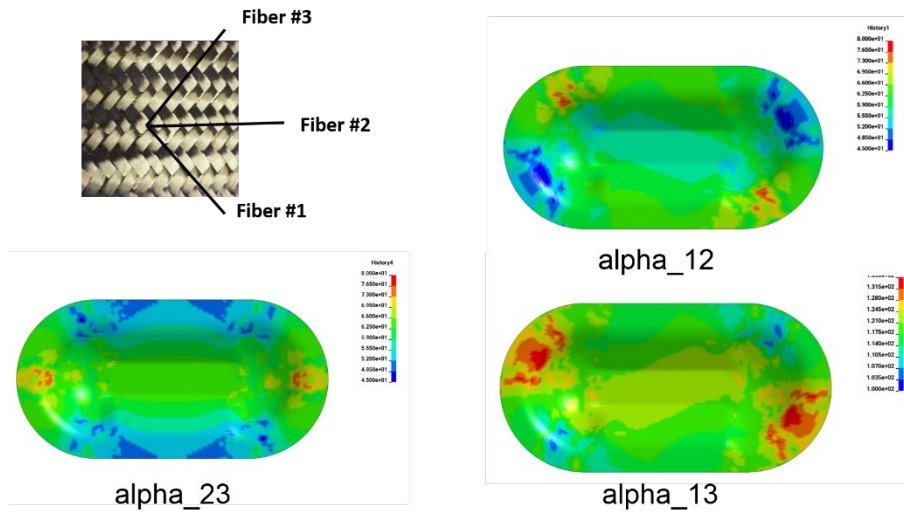 Fiber #3
Fiber #2
Fiber #1
History1
8.000e+01
7.650e+01
7.300e+01
6.950e+01
6.600e+01
6.250e+01
5.900e+01
5.550e+01
5.200e+01
4.850e+01
4.500e+01
alpha_12
History4
8.000e+01
7.650e+01
7.300e+01
6.950e+01
6.600e+01
6.250e+01
5.900e+01
5.550e+01
5.200e+01
4.850e+01
4.500e+01
alpha_23
1.315e+02
1.280e+02
1.245e+02
1.210e+02
1.175e+02
1.140e+02
1.105e+02
1.070e+02
1.035e+02
1.000e+02
alpha_13